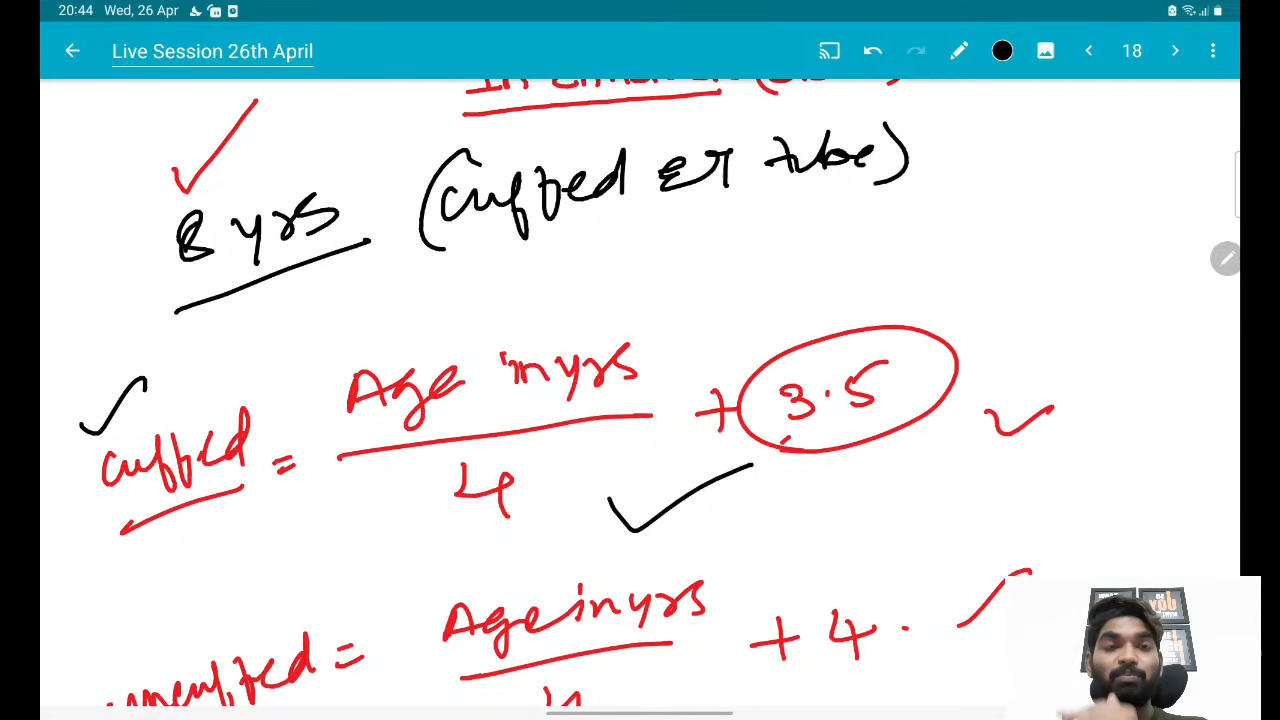 20:44 Wed, 26 Apr
Live Session 26th April
18
8 yrs (cuffed ET tube)
cuffed = Age in yrs / 4 + 3.5
uncuffed = Age in yrs / 4 + 4.